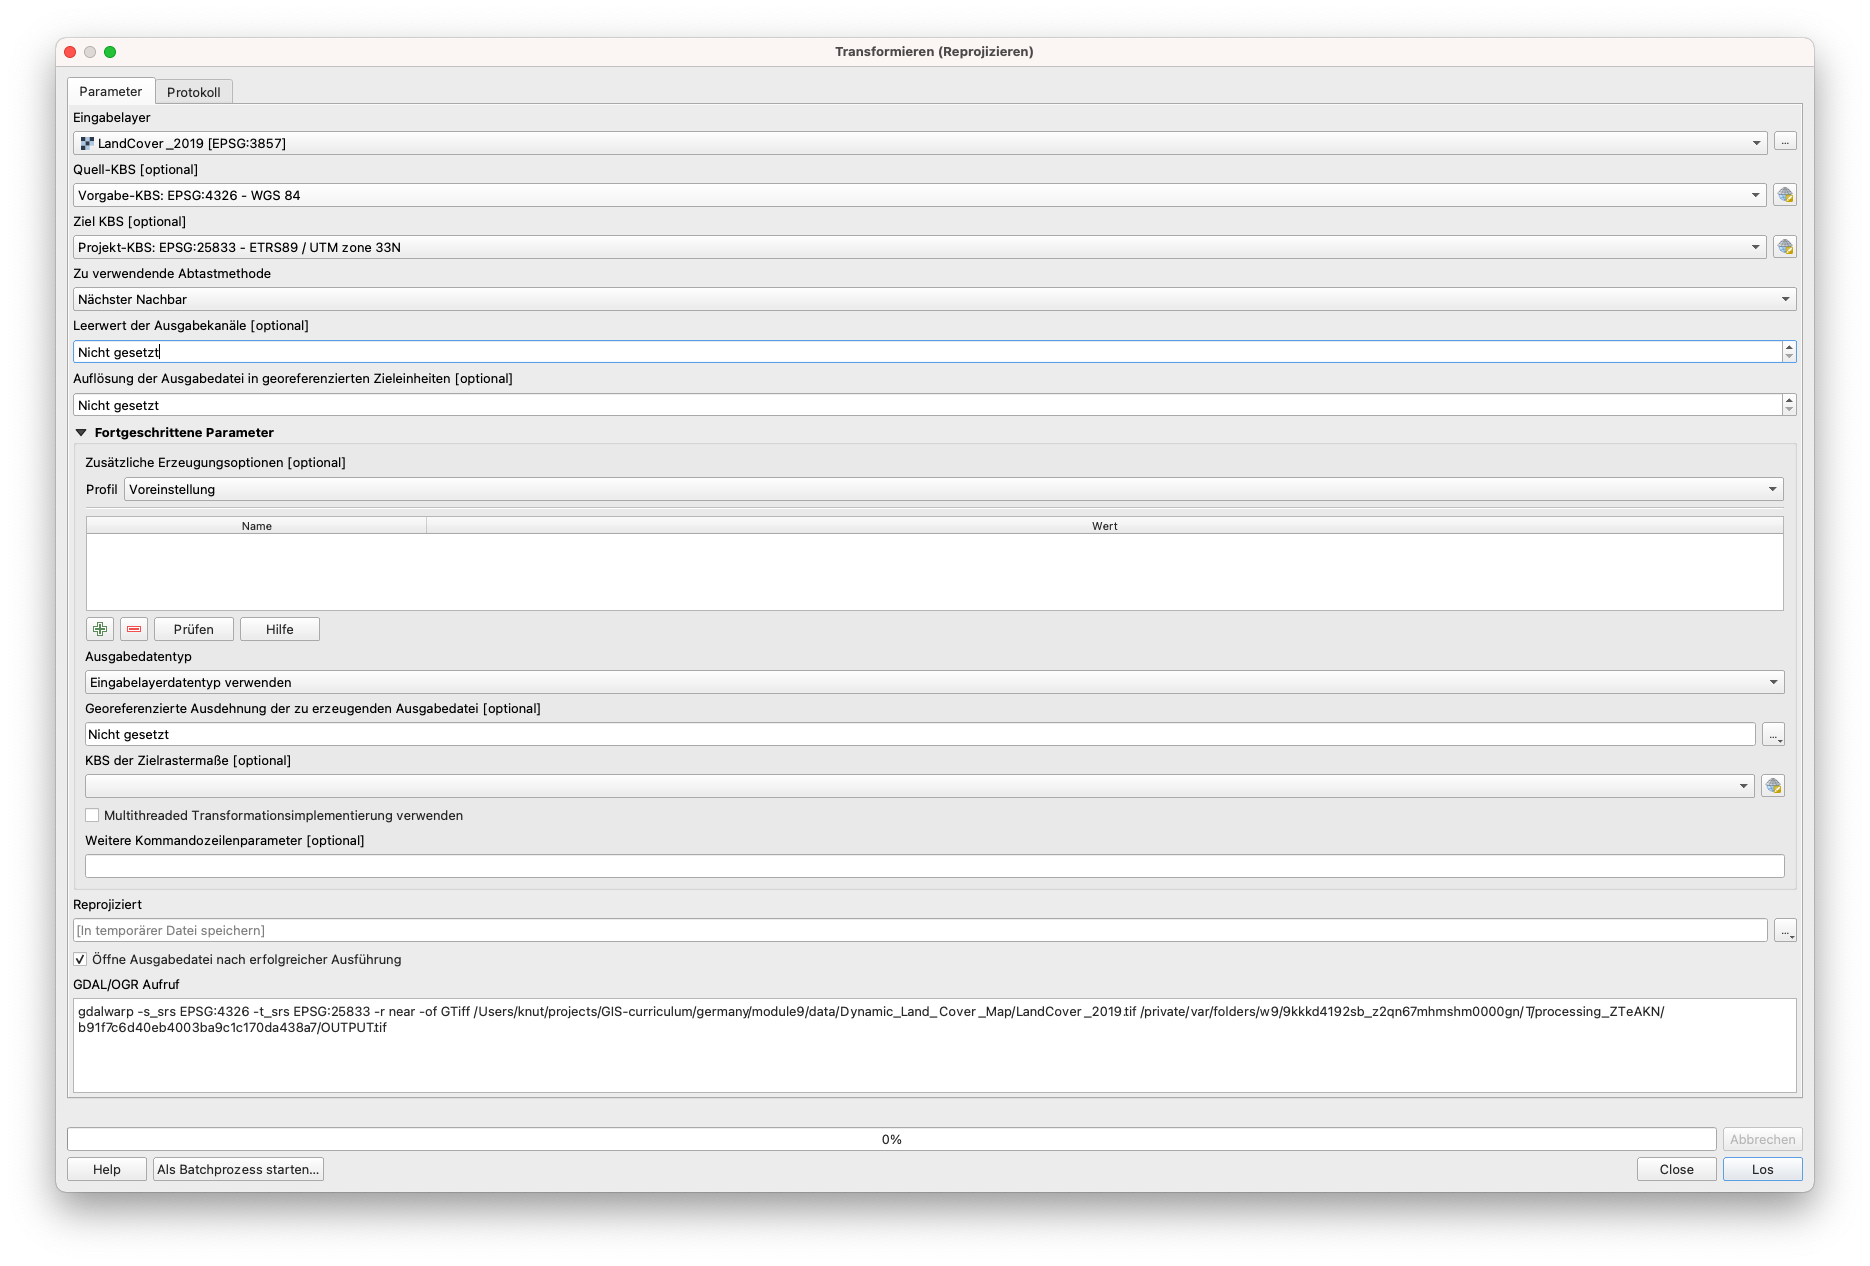 Transformieren (Reprojizieren)
Parameter
Protokoll
Eingabelayer
LandCover_2019 [EPSG:3857]
...
Quell-KBS [optional]
Vorgabe-KBS: EPSG:4326 - WGS 84
Ziel KBS [optional]
Projekt-KBS: EPSG:25833 - ETRS89 / UTM zone 33N
Zu verwendende Abtastmethode
Nächster Nachbar
Leerwert der Ausgabekanäle [optional]
Nicht gesetzt
Auflösung der Ausgabedatei in georeferenzierten Zieleinheiten [optional]
Nicht gesetzt
Fortgeschrittene Parameter
Zusätzliche Erzeugungsoptionen [optional]
Profil Voreinstellung
Name Wert
Prüfen Hilfe
Ausgabedatentyp
Eingabelayerdatentyp verwenden
Georeferenzierte Ausdehnung der zu erzeugenden Ausgabedatei [optional]
Nicht gesetzt
...
KBS der Zielrastermaße [optional]
Multithreaded Transformationsimplementierung verwenden
Weitere Kommandozeilenparameter [optional]
Reprojiziert
[In temporärer Datei speichern]
...
Öffne Ausgabedatei nach erfolgreicher Ausführung
GDAL/OGR Aufruf
gdalwarp -s_srs EPSG:4326 -t_srs EPSG:25833 -r near -of GTiff /Users/knut/projects/GIS-curriculum/germany/module9/data/Dynamic_Land_Cover_Map/LandCover_2019.tif /private/var/folders/w9/9kkkd4192sb_z2qn67mhmshm0000gn/T/processing_ZTeAKN/
b91f7c6d40eb4003ba9c1c170da438a7/OUTPUT.tif
0%
Abbrechen
Help
Als Batchprozess starten...
Close
Los